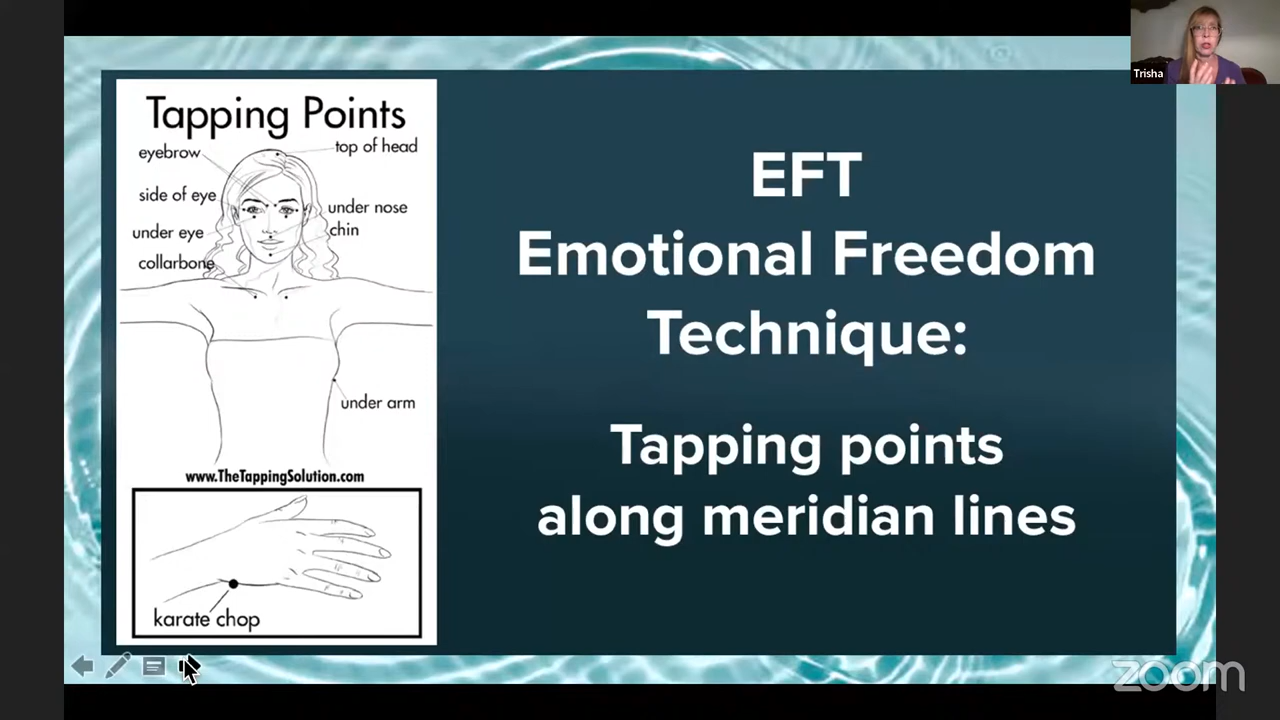 Trisha
Tapping Points
eyebrow
top of head
side of eye
under nose
under eye
chin
collarbone
under arm
www.TheTappingSolution.com
karate chop
EFT
Emotional Freedom
Technique:
Tapping points
along meridian lines
zoom